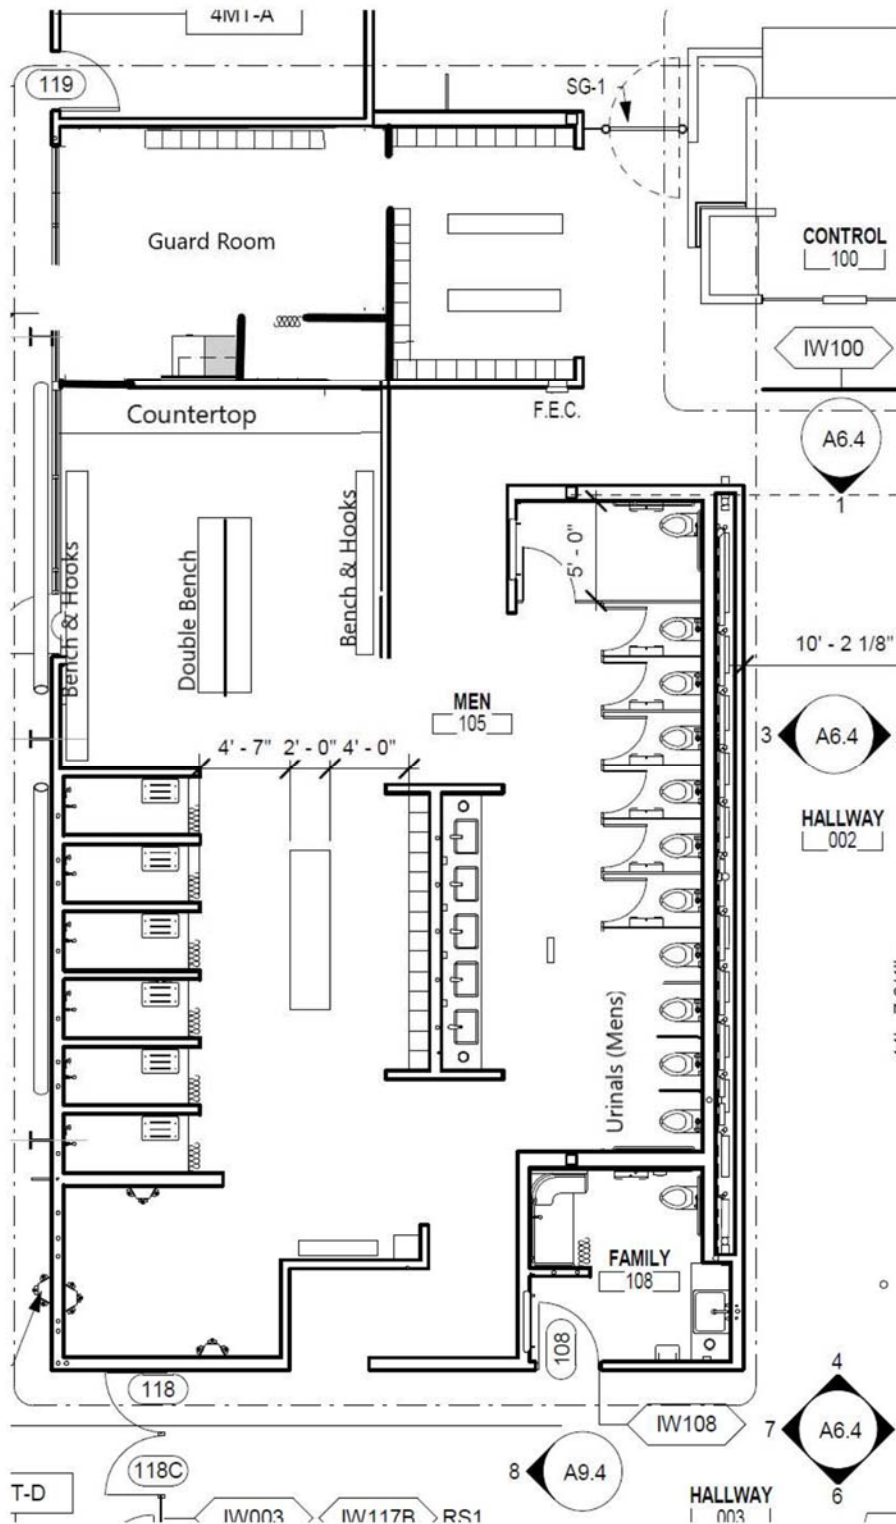 4MT-A
119
SG-1
Guard Room
CONTROL
100
IW100
Countertop
F.E.C.
A6.4
1
Bench & Hooks
Double Bench
Bench & Hooks
5' - 0"
10' - 2 1/8"
MEN
105
4' - 7" 2' - 0" 4' - 0"
3 A6.4
HALLWAY
002
Urinals (Mens)
FAMILY
108
108
118
IW108
4
7 A6.4
6
118C
8 A9.4
T-D
IW003 IW117B RS1
HALLWAY
003